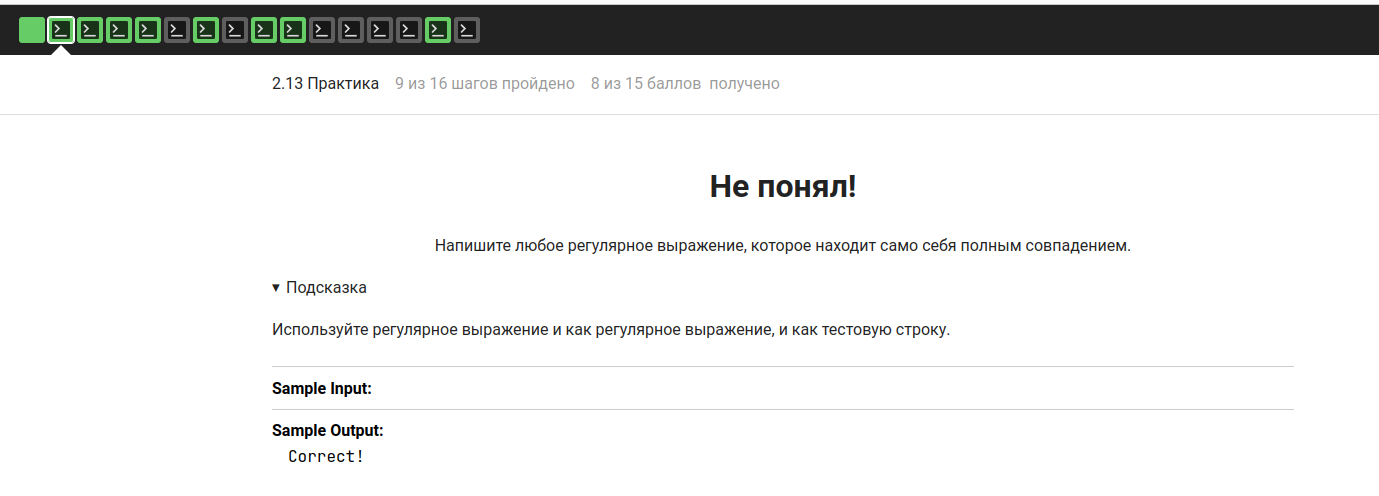 2.13 Практика 9 из 16 шагов пройдено 8 из 15 баллов получено
Не понял!
Напишите любое регулярное выражение, которое находит само себя полным совпадением.
▾ Подсказка
Используйте регулярное выражение и как регулярное выражение, и как тестовую строку.
Sample Input:
Sample Output:
Correct!